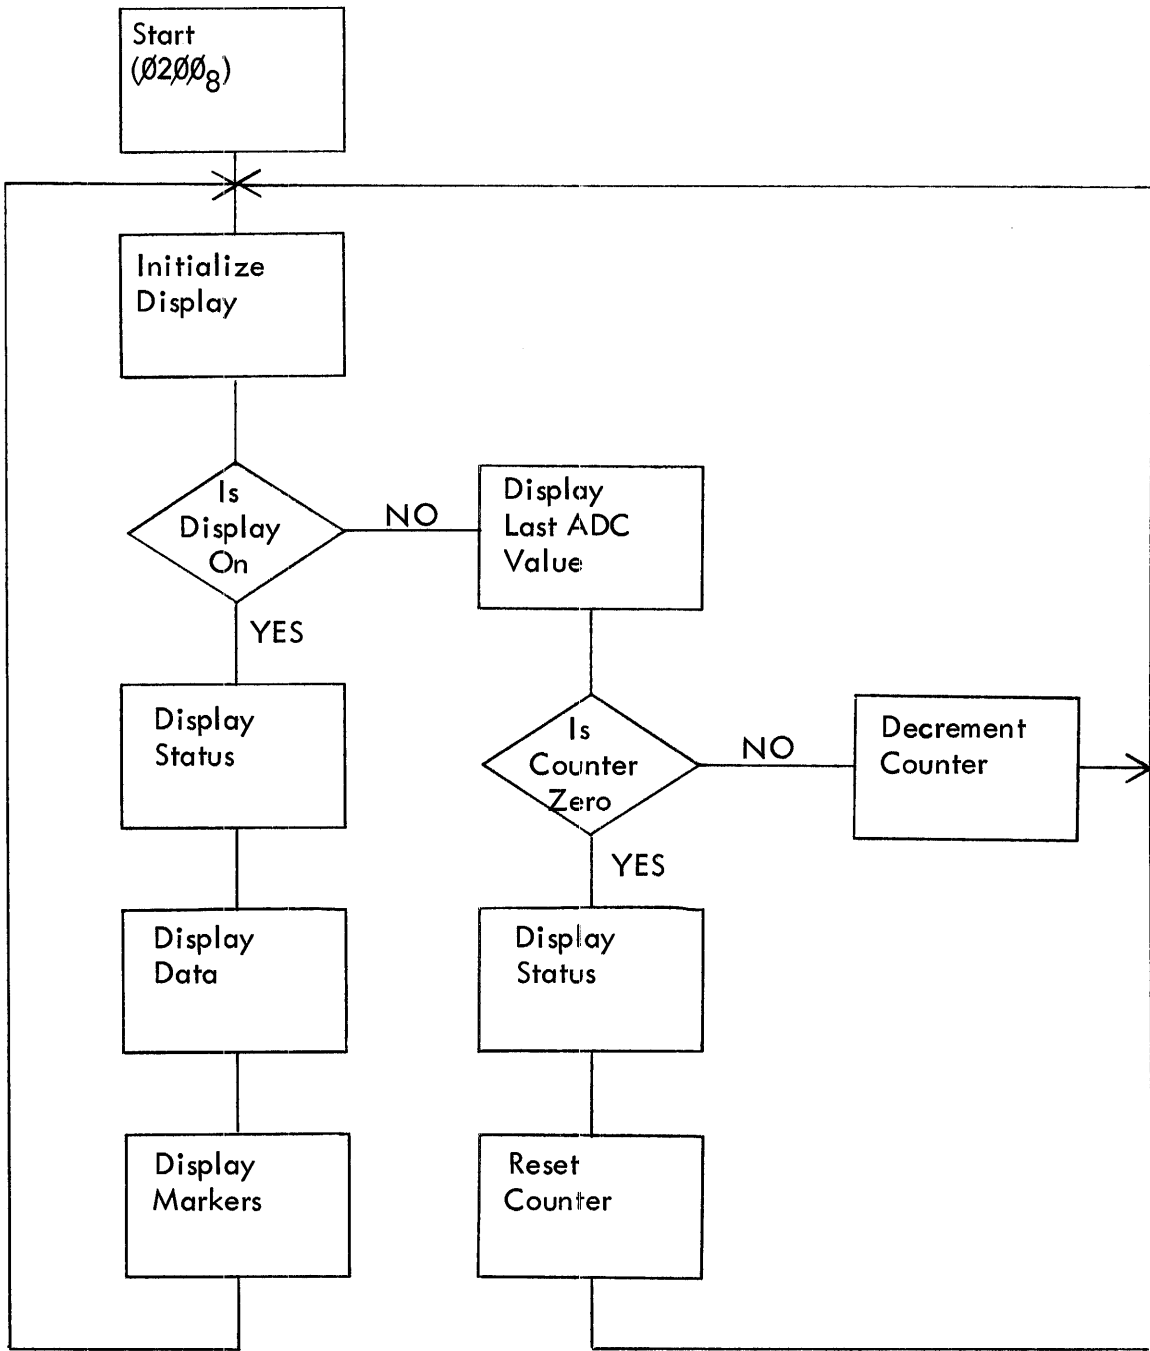 Start
(Ø2ØØ₈)
Initialize
Display
Is
Display
On
NO
YES
Display
Last ADC
Value
Display
Status
Is
Counter
Zero
NO
YES
Decrement
Counter
Display
Data
Display
Status
Display
Markers
Reset
Counter